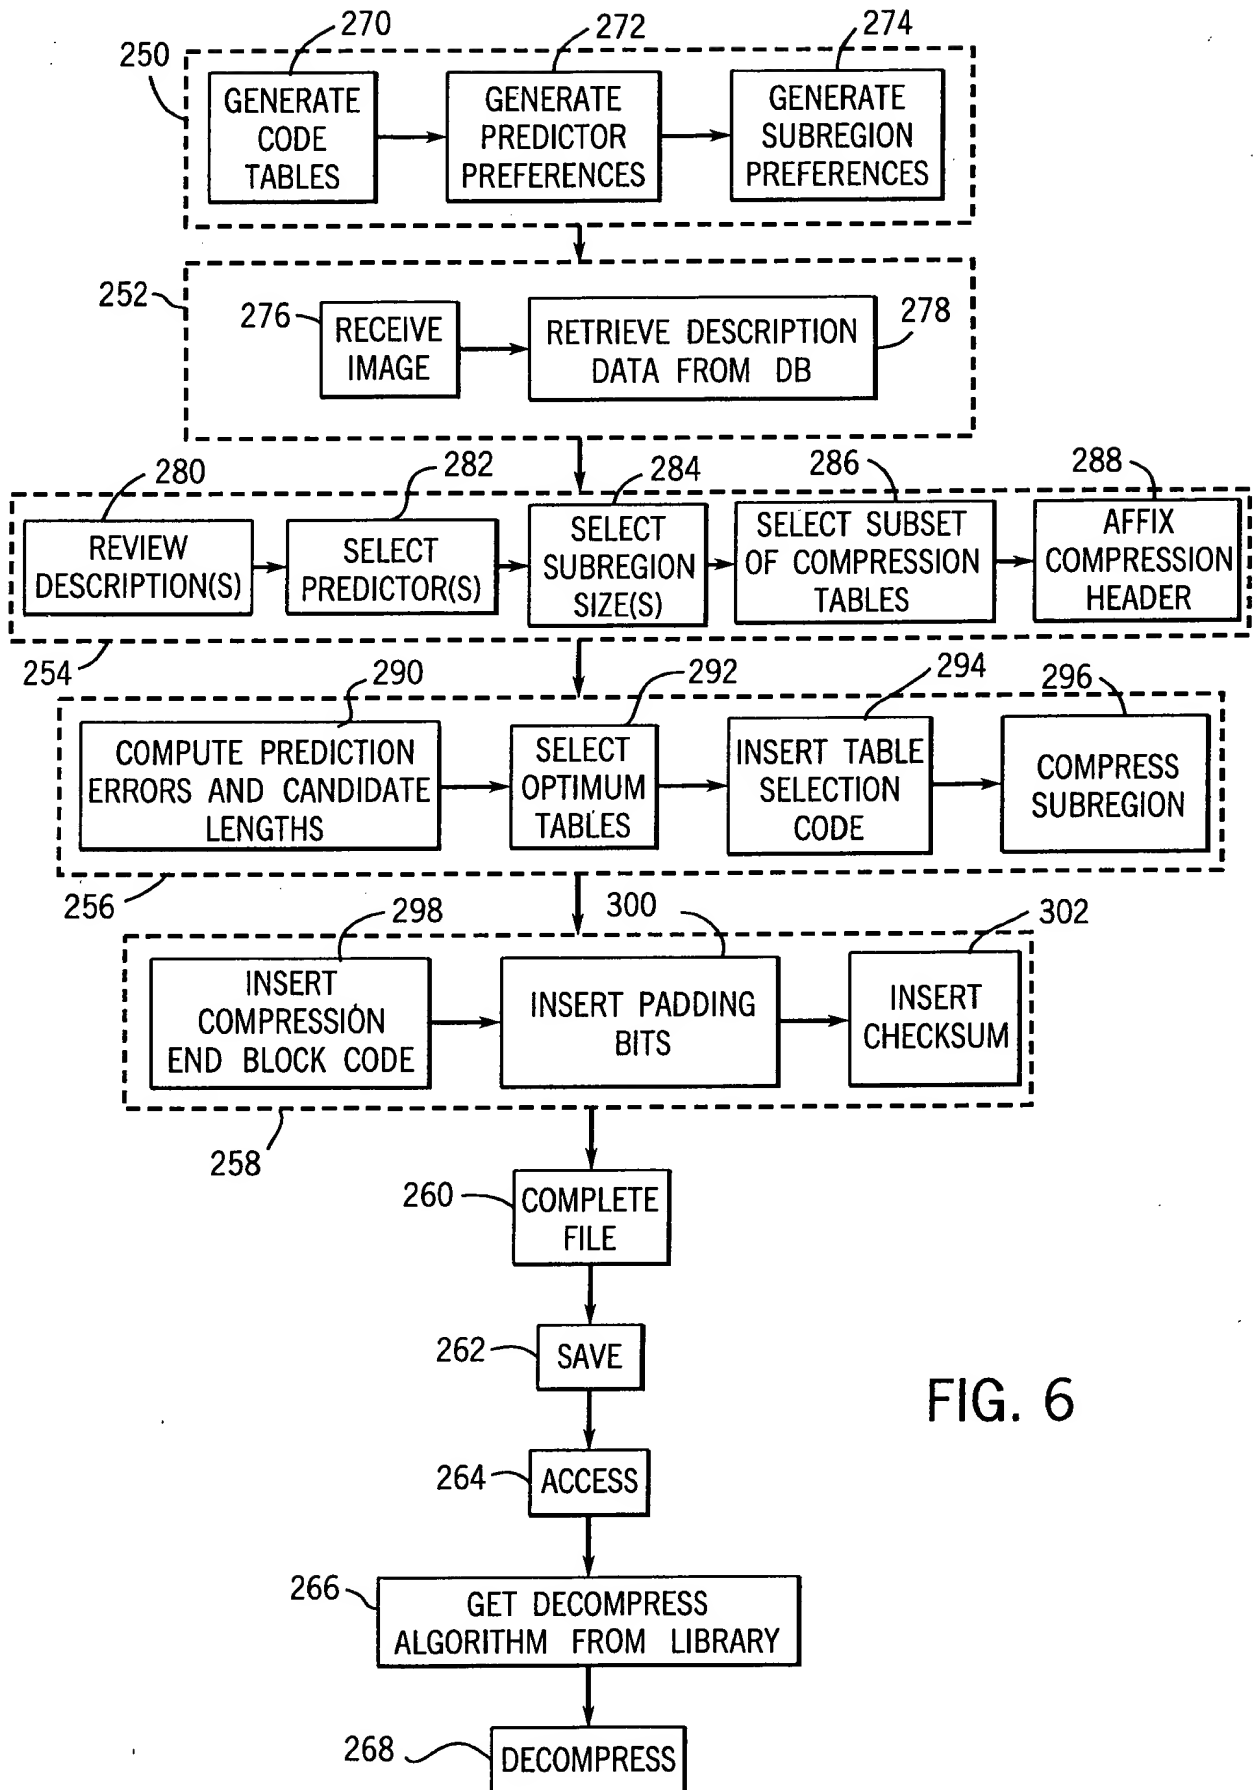 270
272
274
250
GENERATE
CODE
TABLES
GENERATE
PREDICTOR
PREFERENCES
GENERATE
SUBREGION
PREFERENCES
252
276
RECEIVE
IMAGE
RETRIEVE DESCRIPTION
DATA FROM DB
278
280
282
284
286
288
REVIEW
DESCRIPTION(S)
SELECT
PREDICTOR(S)
SELECT
SUBREGION
SIZE(S)
SELECT SUBSET
OF COMPRESSION
TABLES
AFFIX
COMPRESSION
HEADER
254
290
292
294
296
COMPUTE PREDICTION
ERRORS AND CANDIDATE
LENGTHS
SELECT
OPTIMUM
TABLES
INSERT TABLE
SELECTION
CODE
COMPRESS
SUBREGION
256
298
300
302
INSERT
COMPRESSION
END BLOCK CODE
INSERT PADDING
BITS
INSERT
CHECKSUM
258
260
COMPLETE
FILE
262
SAVE
FIG. 6
264
ACCESS
266
GET DECOMPRESS
ALGORITHM FROM LIBRARY
268
DECOMPRESS